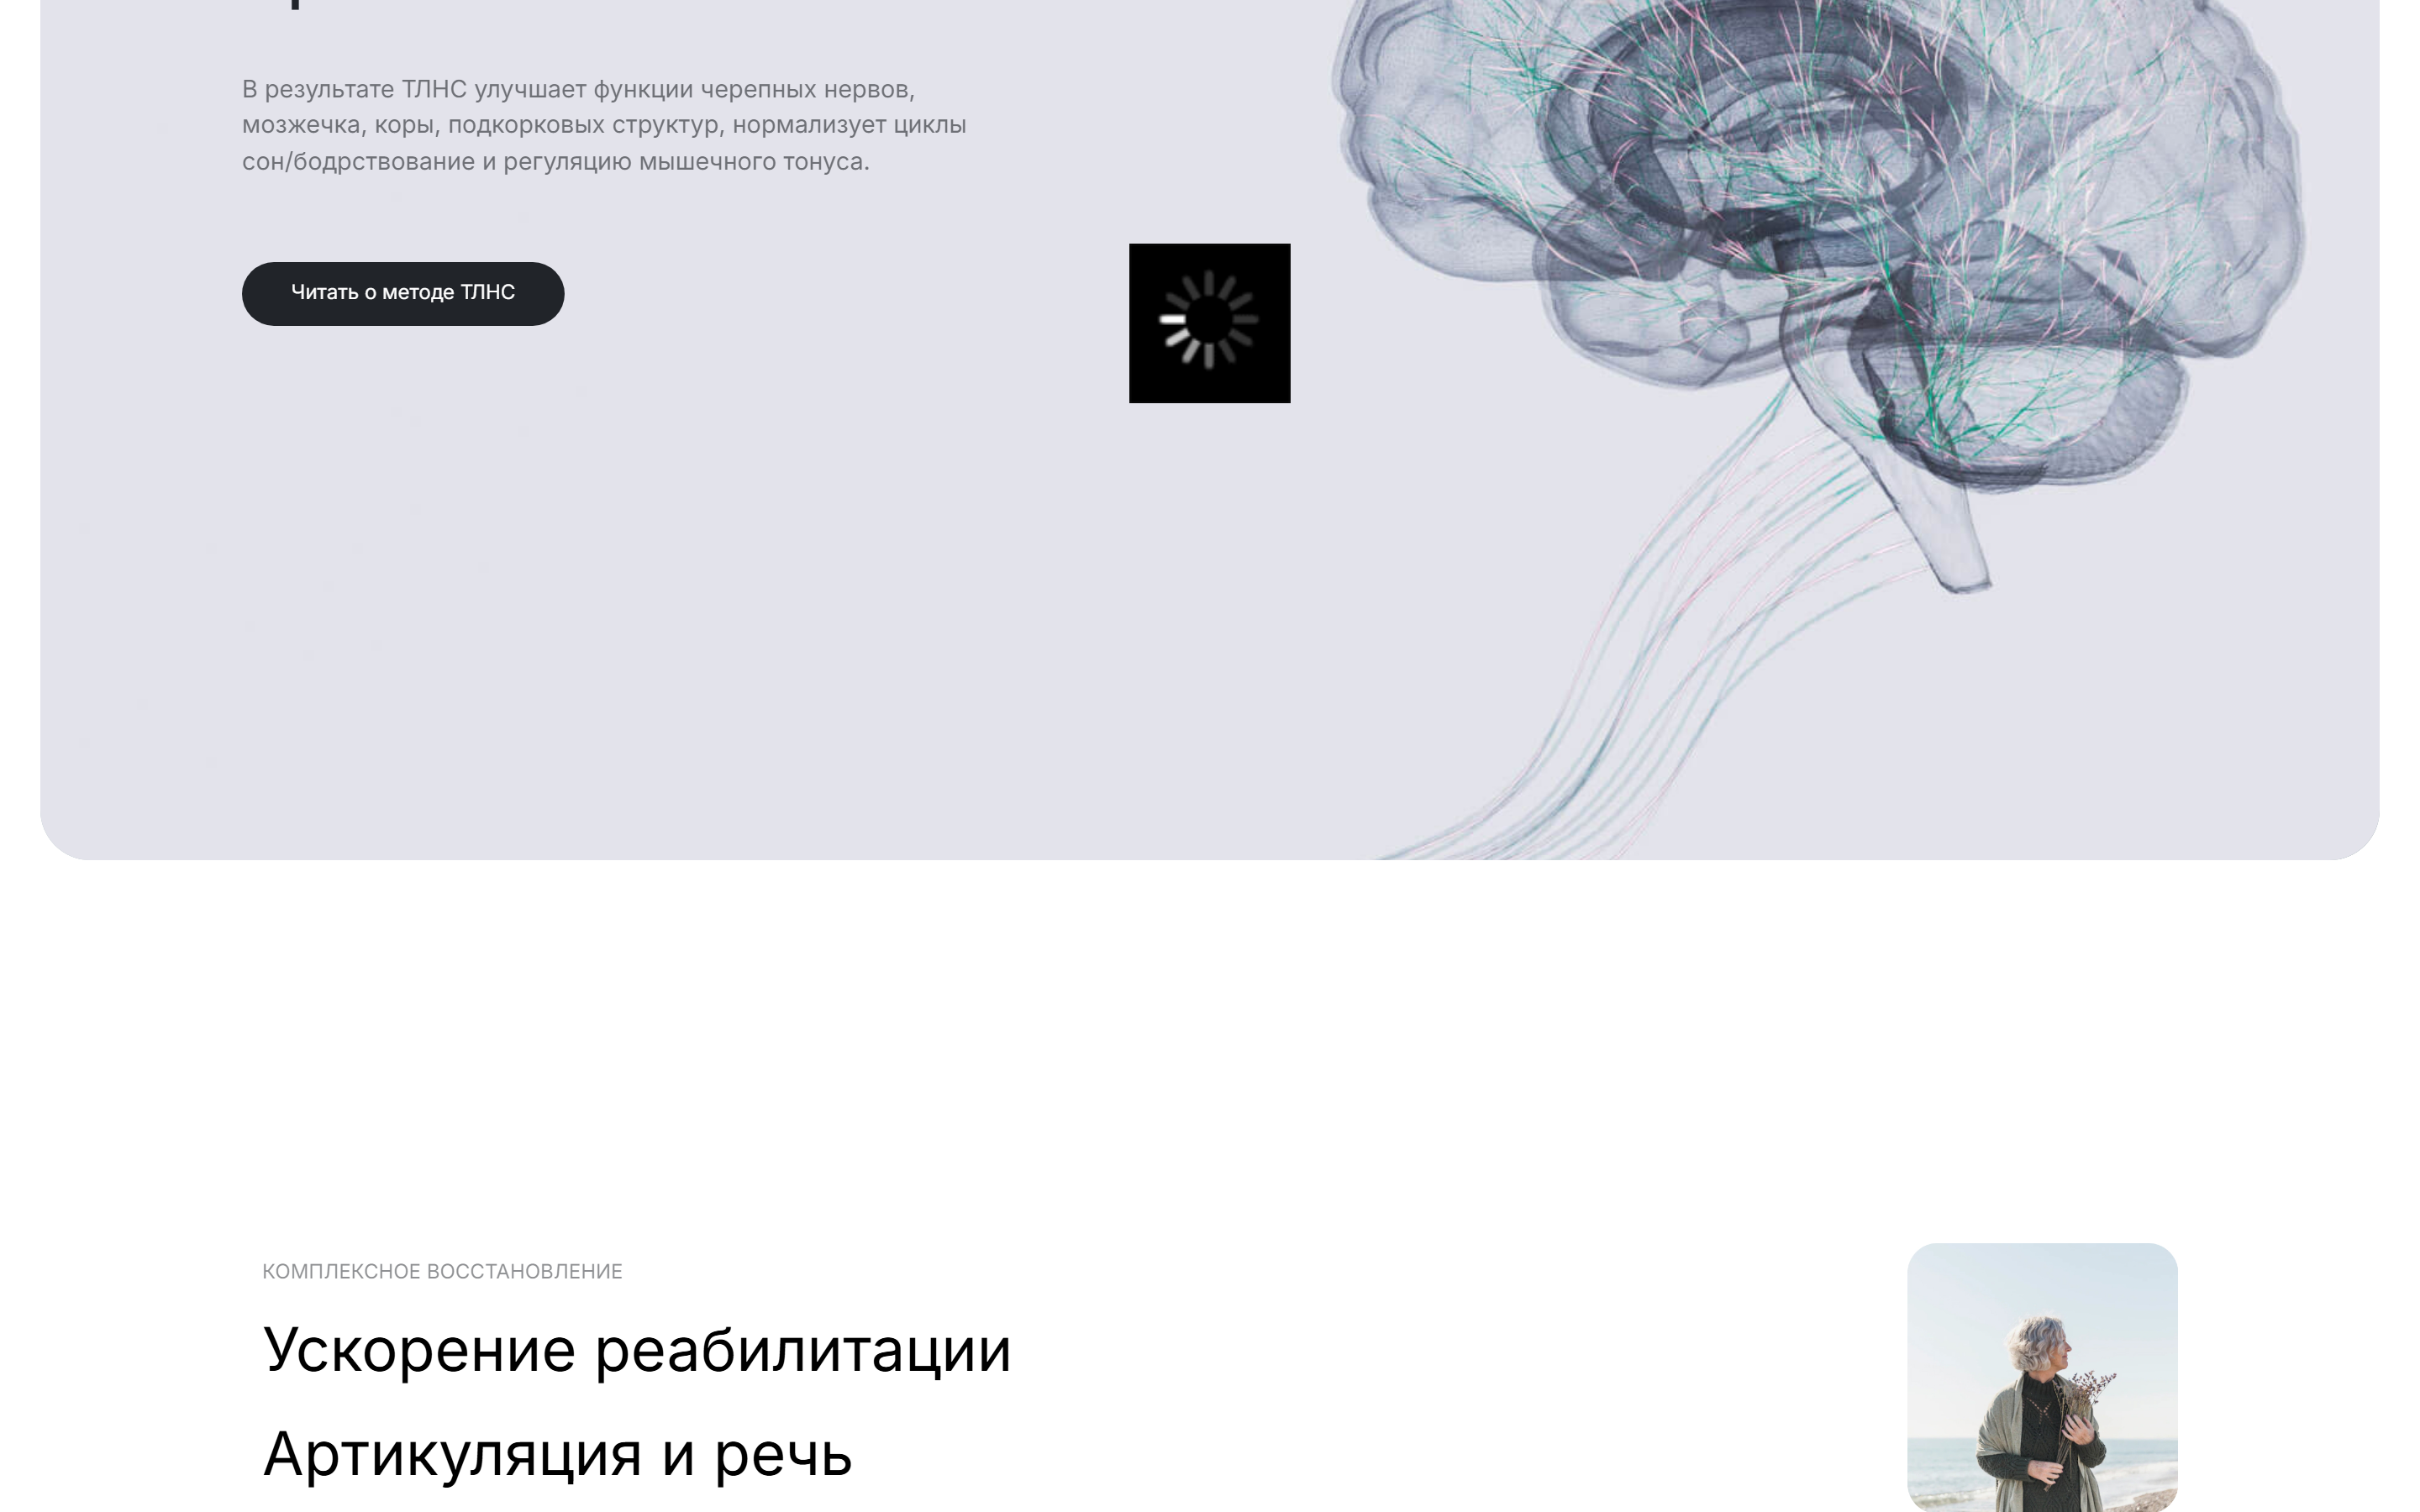 В результате ТЛНС улучшает функции черепных нервов,
мозжечка, коры, подкорковых структур, нормализует циклы
сон/бодрствование и регуляцию мышечного тонуса.
Читать о методе ТЛНС
КОМПЛЕКСНОЕ ВОССТАНОВЛЕНИЕ
Ускорение реабилитации
Артикуляция и речь